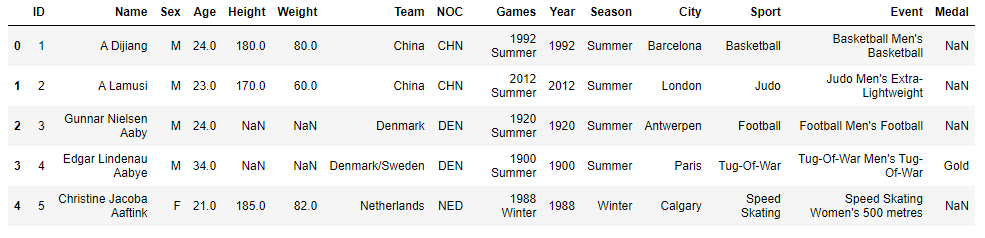 ID Name Sex Age Height Weight Team NOC Games Year Season City Sport Event Medal
0 1 A Dijiang M 24.0 180.0 80.0 China CHN 1992 Summer 1992 Summer Barcelona Basketball Basketball Men's Basketball NaN
1 2 A Lamusi M 23.0 170.0 60.0 China CHN 2012 Summer 2012 Summer London Judo Judo Men's Extra-Lightweight NaN
2 3 Gunnar Nielsen Aaby M 24.0 NaN NaN Denmark DEN 1920 Summer 1920 Summer Antwerpen Football Football Men's Football NaN
3 4 Edgar Lindenau Aabye M 34.0 NaN NaN Denmark/Sweden DEN 1900 Summer 1900 Summer Paris Tug-Of-War Tug-Of-War Men's Tug-Of-War Gold
4 5 Christine Jacoba Aaftink F 21.0 185.0 82.0 Netherlands NED 1988 Winter 1988 Winter Calgary Speed Skating Speed Skating Women's 500 metres NaN